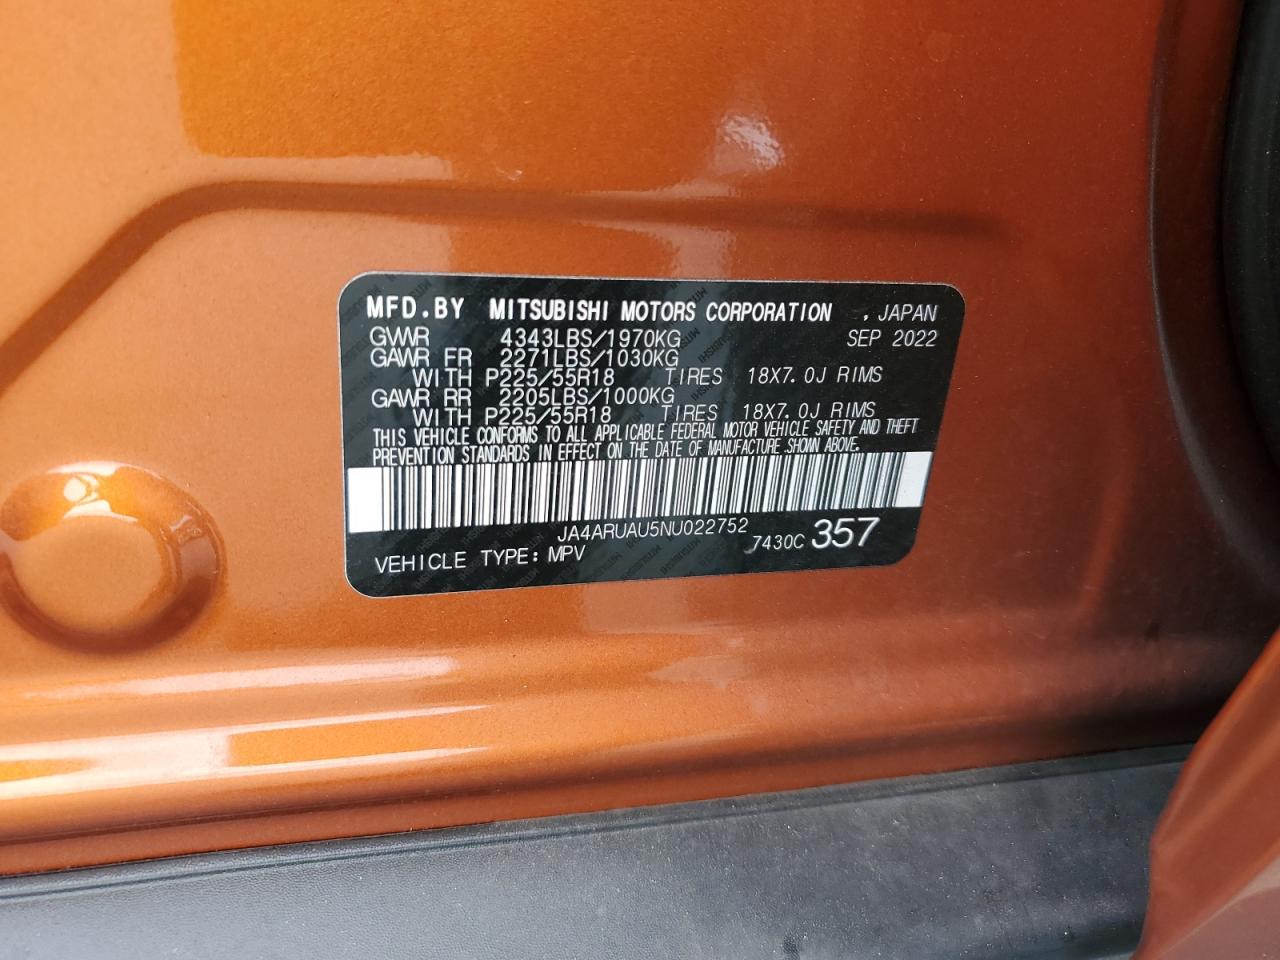 MFD.BY MITSUBISHI MOTORS CORPORATION , JAPAN
GVWR 4343LBS/1970KG SEP 2022
GAWR FR 2271LBS/1030KG
WITH P225/55R18 TIRES 18X7.0J RIMS
GAWR RR 2205LBS/1000KG
WITH P225/55R18 TIRES 18X7.0J RIMS
THIS VEHICLE CONFORMS TO ALL APPLICABLE FEDERAL MOTOR VEHICLE SAFETY AND THEFT
PREVENTION STANDARDS IN EFFECT ON THE DATE OF MANUFACTURE SHOWN ABOVE.
JA4ARUAU5NU022752
7430C 357
VEHICLE TYPE: MPV